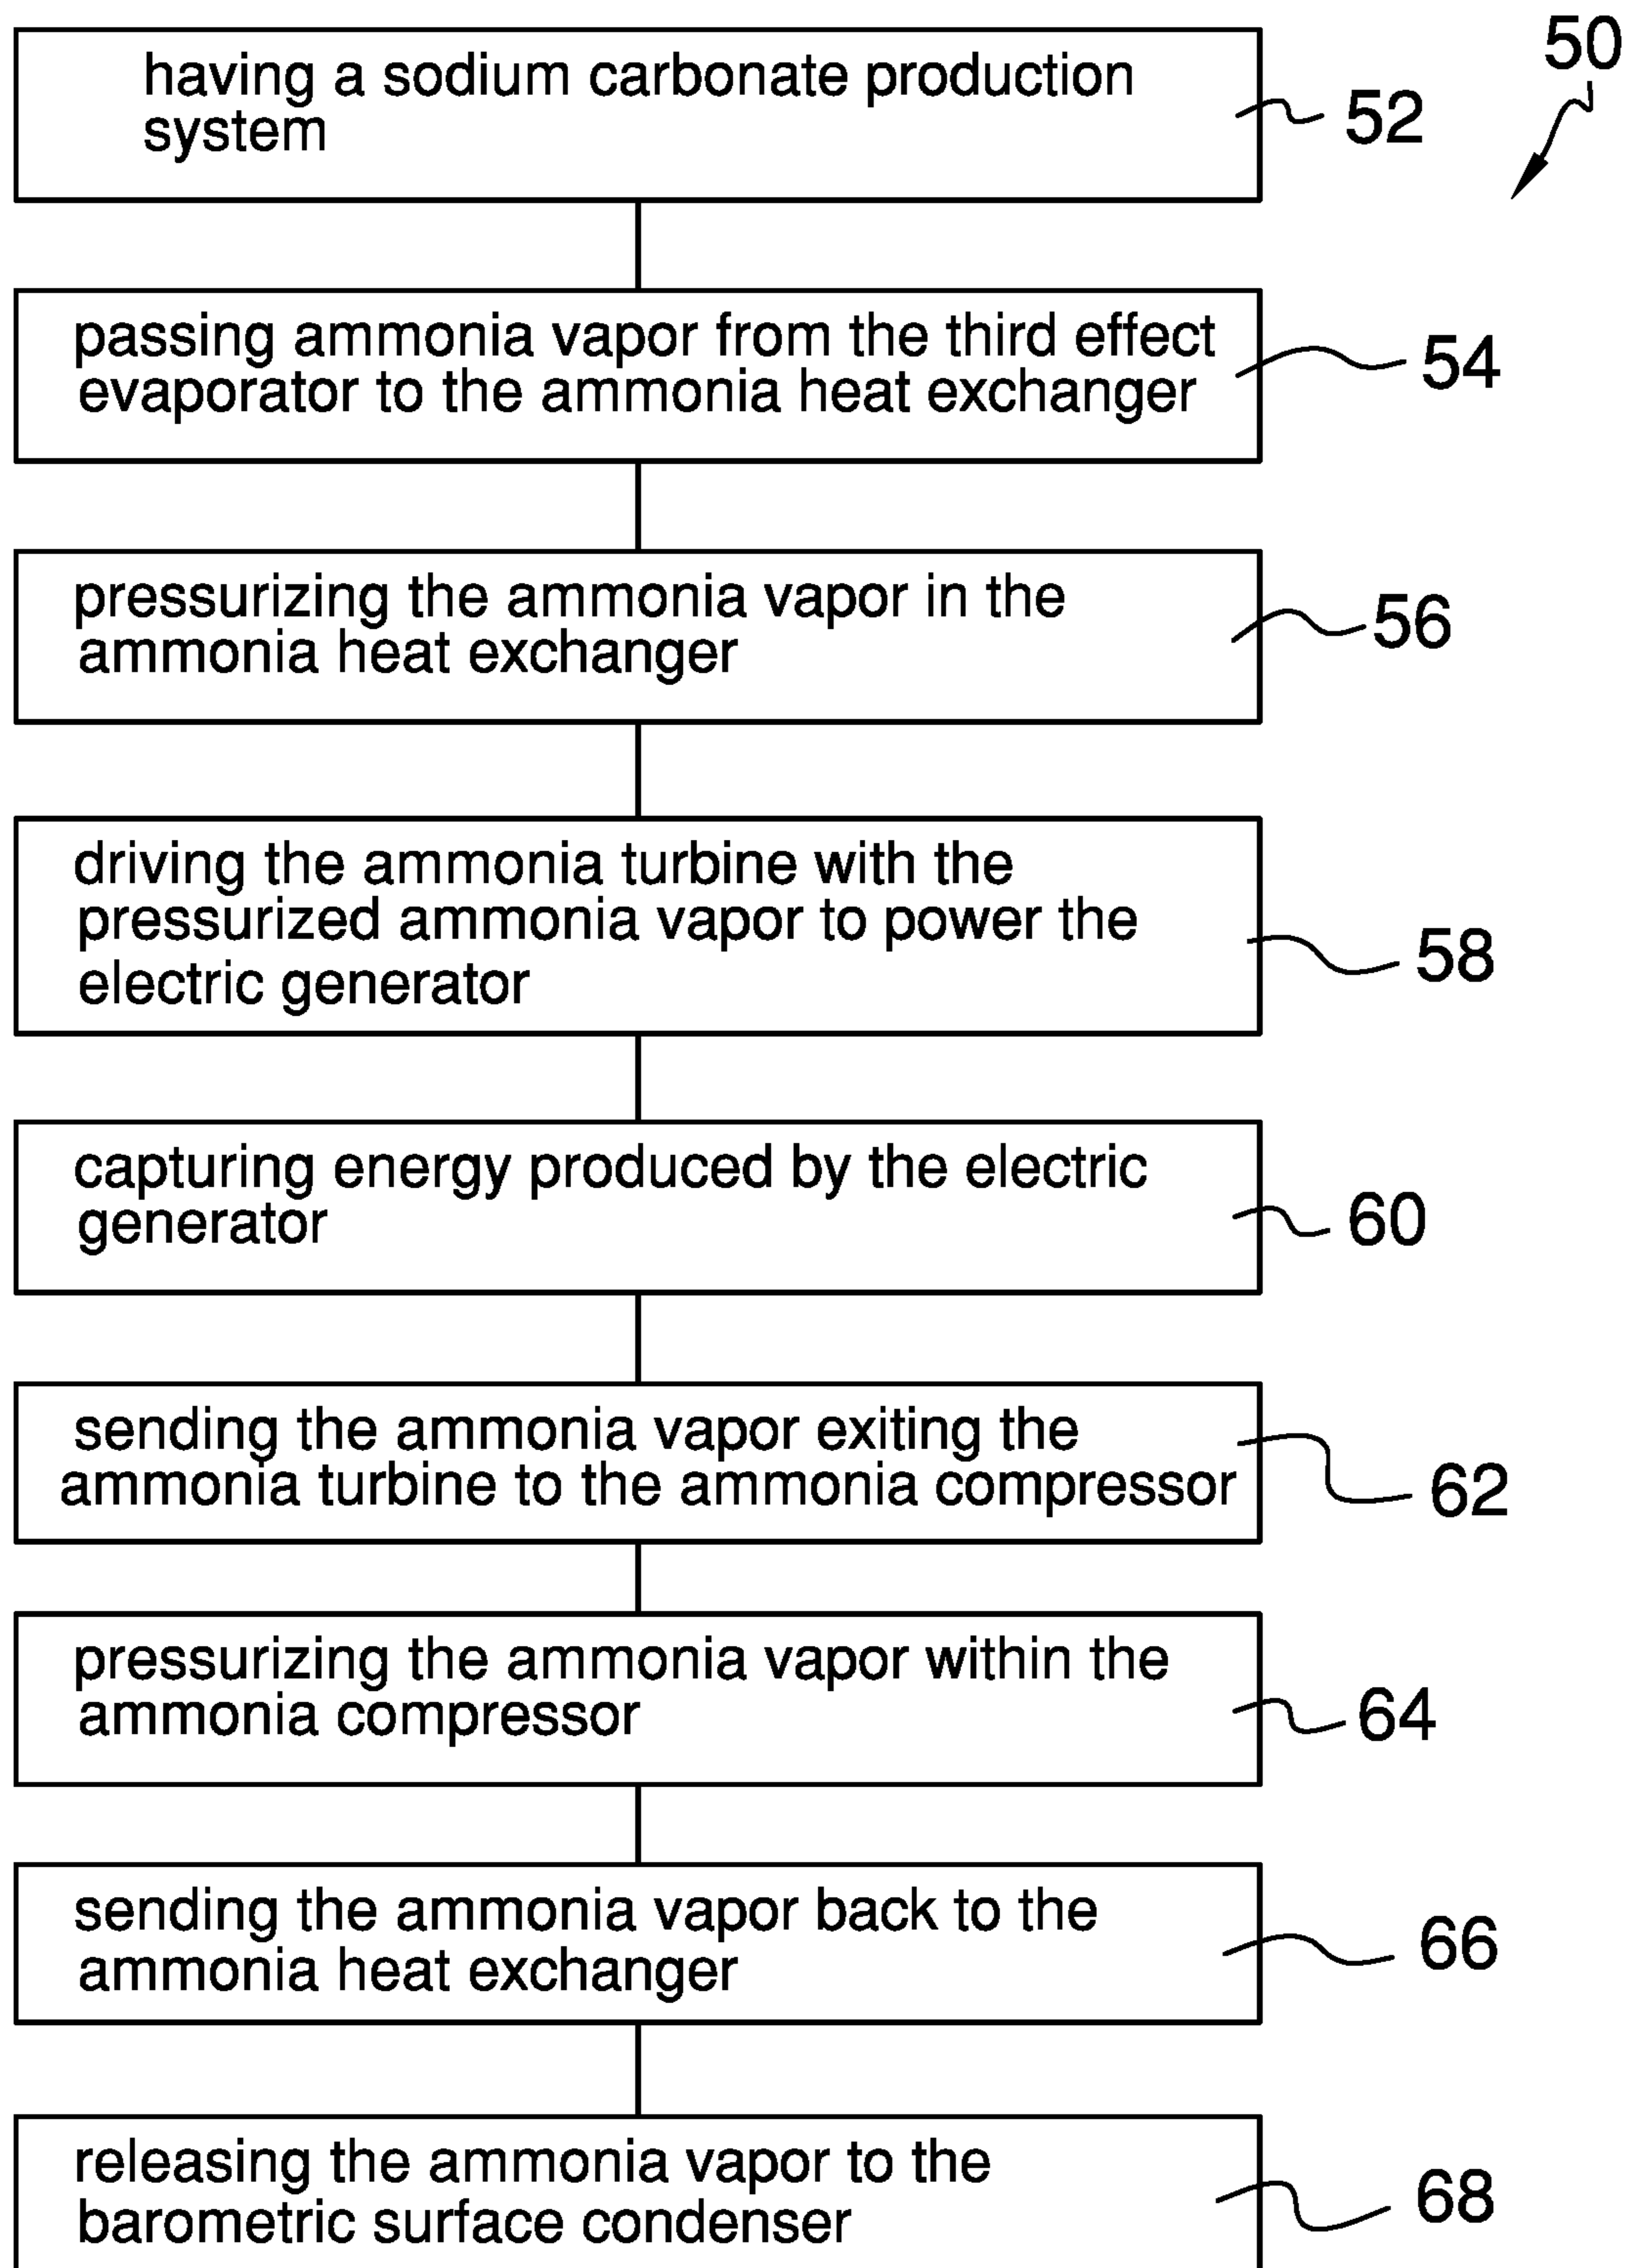 50
having a sodium carbonate production
system
52
passing ammonia vapor from the third effect
evaporator to the ammonia heat exchanger
54
pressurizing the ammonia vapor in the
ammonia heat exchanger
56
driving the ammonia turbine with the
pressurized ammonia vapor to power the
electric generator
58
capturing energy produced by the electric
generator
60
sending the ammonia vapor exiting the
ammonia turbine to the ammonia compressor
62
pressurizing the ammonia vapor within the
ammonia compressor
64
sending the ammonia vapor back to the
ammonia heat exchanger
66
releasing the ammonia vapor to the
barometric surface condenser
68